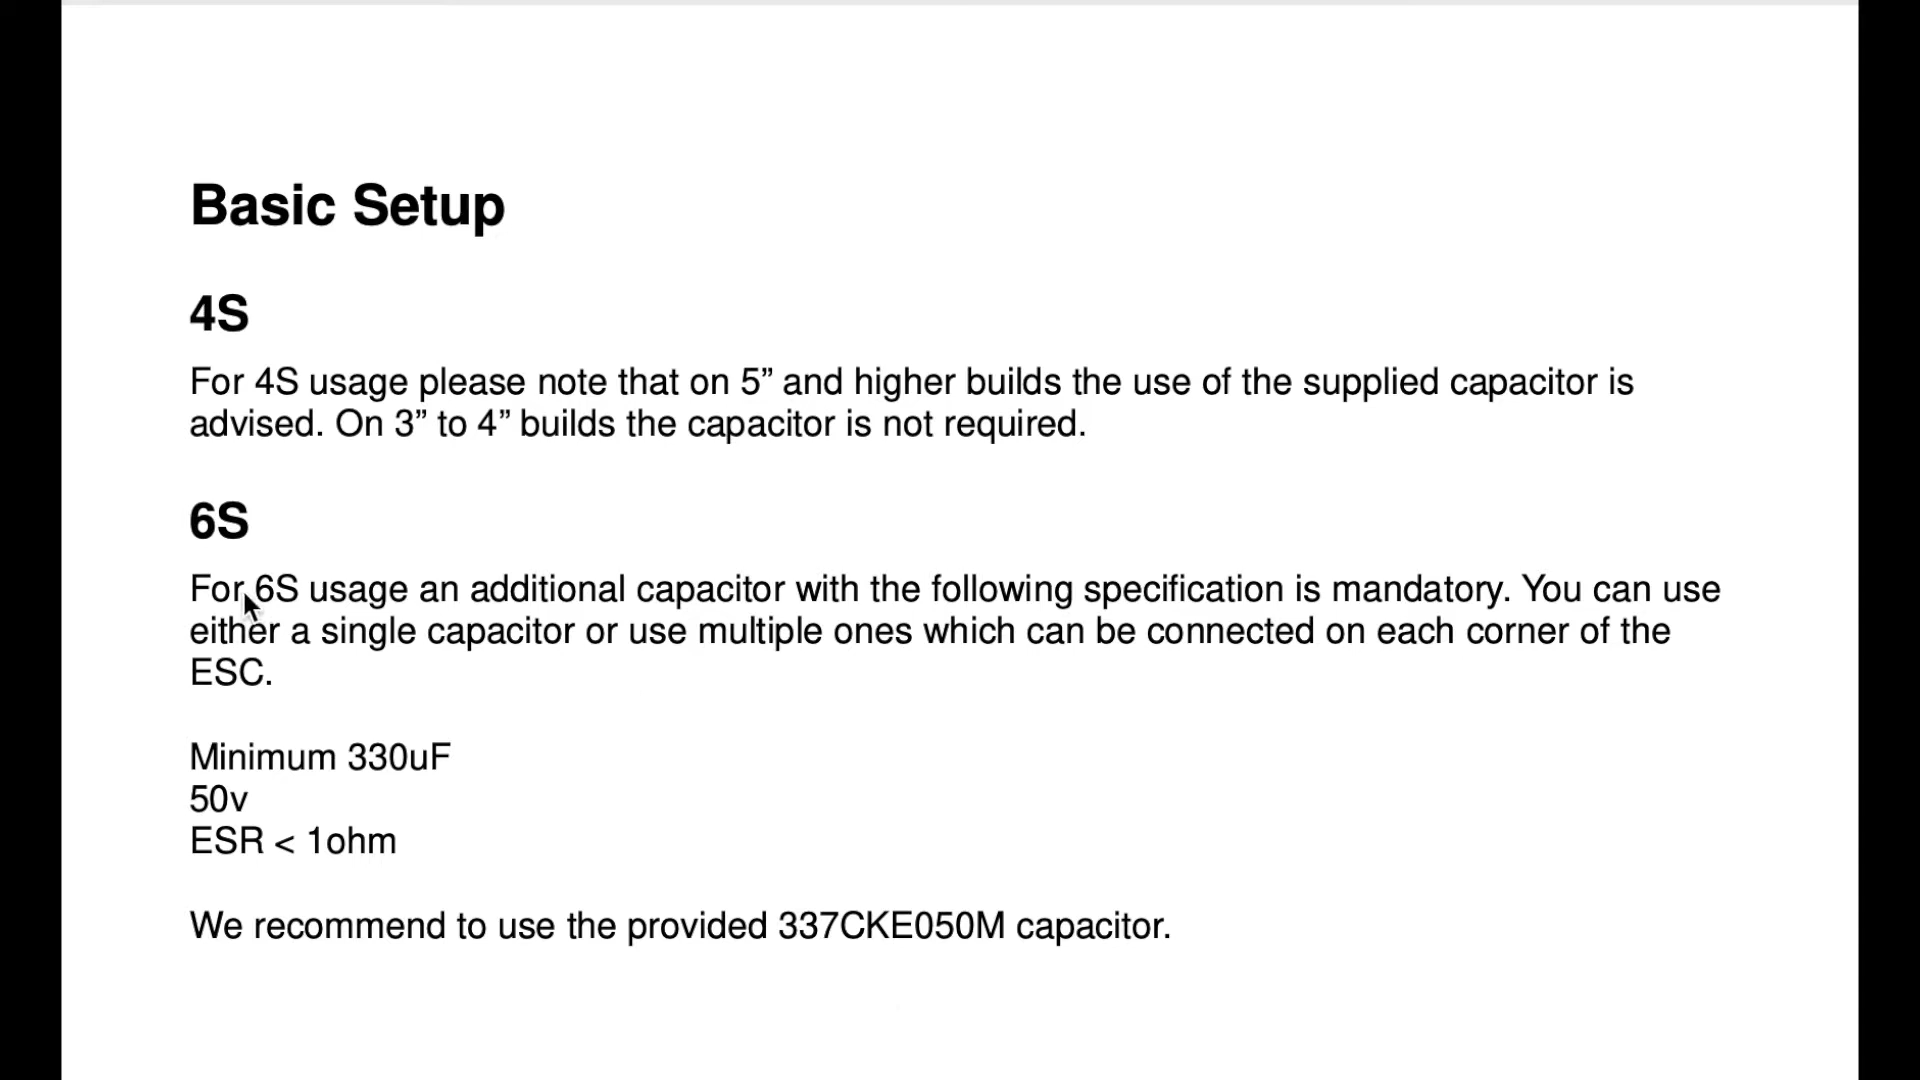 Basic Setup
4S
For 4S usage please note that on 5” and higher builds the use of the supplied capacitor is
advised. On 3” to 4” builds the capacitor is not required.
6S
For 6S usage an additional capacitor with the following specification is mandatory. You can use
either a single capacitor or use multiple ones which can be connected on each corner of the
ESC.
Minimum 330uF
50v
ESR < 1ohm
We recommend to use the provided 337CKE050M capacitor.